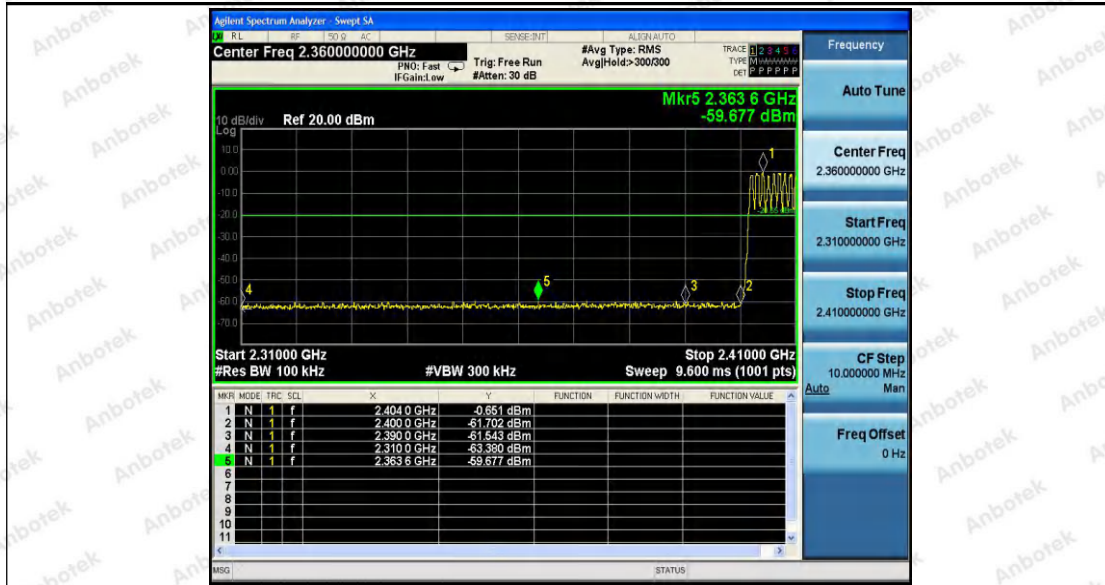 Agilent Spectrum Analyzer - Swept SA
RL RF 50 Ω AC SENSE:INT ALIGN AUTO
Center Freq 2.360000000 GHz
PNO: Fast
IFGain:Low
Trig: Free Run
#Atten: 30 dB
#Avg Type: RMS
Avg|Hold:>300/300
TRACE 1 2 3 4 5 6
TYPE M
DET P P P P P P
Mkr5 2.363 6 GHz
-59.677 dBm
10 dB/div Ref 20.00 dBm
Log
10.0
0.00
-10.0
-20.0
-30.0
-40.0
-50.0
-60.0
-70.0
1
2
3
4
5
Start 2.31000 GHz Stop 2.41000 GHz
#Res BW 100 kHz #VBW 300 kHz Sweep 9.600 ms (1001 pts)
MKR MODE TRC SCL X Y FUNCTION FUNCTION WIDTH FUNCTION VALUE
1 N 1 f 2.404 0 GHz -0.651 dBm
2 N 1 f 2.400 0 GHz -61.702 dBm
3 N 1 f 2.390 0 GHz -61.543 dBm
4 N 1 f 2.310 0 GHz -63.380 dBm
5 N 1 f 2.363 6 GHz -59.677 dBm
6
7
8
9
10
11
MSG STATUS
Frequency
Auto Tune
Center Freq
2.360000000 GHz
Start Freq
2.310000000 GHz
Stop Freq
2.410000000 GHz
CF Step
10.000000 MHz
Auto Man
Freq Offset
0 Hz
Anbotek